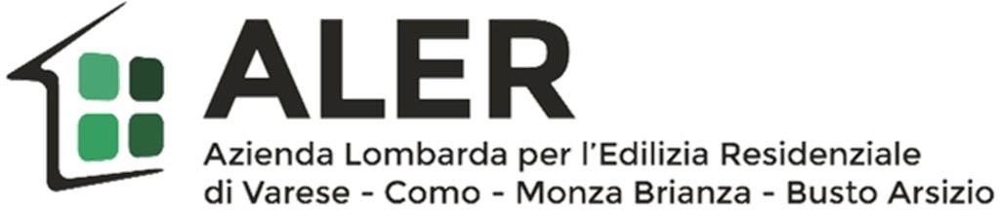 ALER
Azienda Lombarda per l'Edilizia Residenziale
di Varese - Como - Monza Brianza - Busto Arsizio